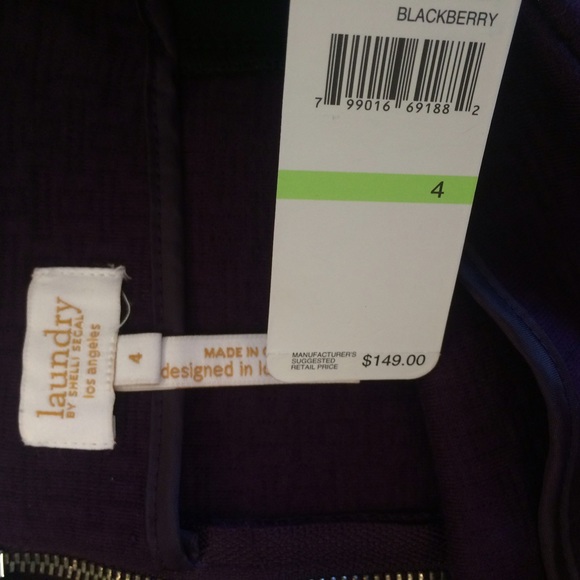 BLACKBERRY
7 99016 69188 2
4
MANUFACTURER'S
SUGGESTED
RETAIL PRICE
$149.00
laundry
BY SHELLI SEGAL
los angeles
4
MADE IN
designed in